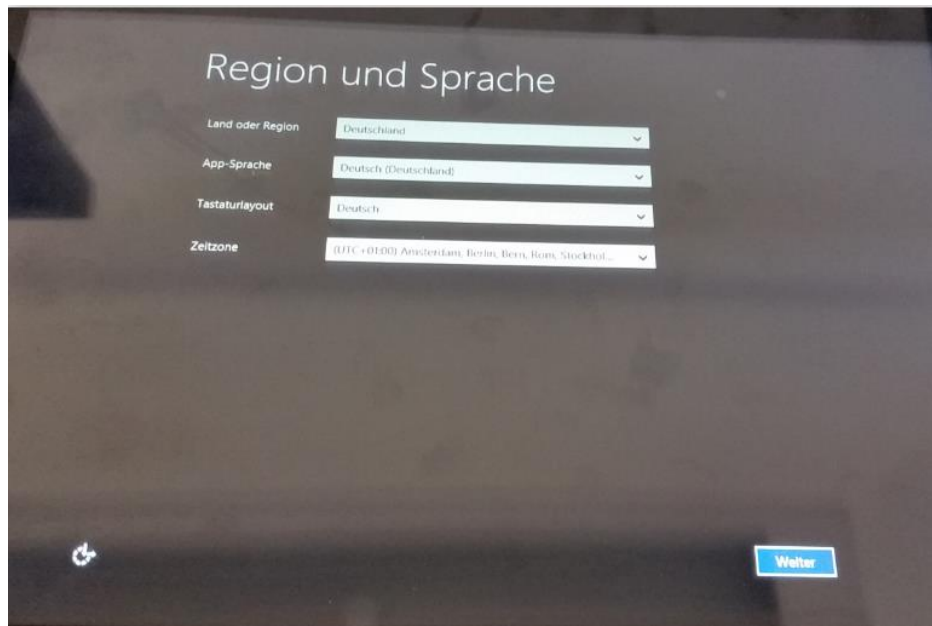 Region und Sprache
Land oder Region
Deutschland
App-Sprache
Deutsch (Deutschland)
Tastaturlayout
Deutsch
Zeitzone
(UTC+01:00) Amsterdam, Berlin, Bern, Rom, Stockhol...
Weiter